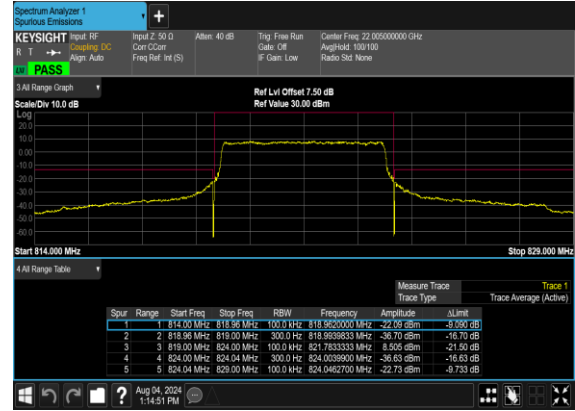 Spectrum Analyzer 1
Spurious Emissions
KEYSIGHT Input: RF Input Z: 50 Ω Atten: 40 dB Trig: Free Run Center Freq: 22.005000000 GHz
R T Coupling: DC Corr CCorr Gate: Off Avg|Hold: 100/100
Align: Auto Freq Ref: Int (S) IF Gain: Low Radio Std: None
PASS
3 All Range Graph
Ref Lvl Offset 7.50 dB
Scale/Div 10.0 dB Ref Value 30.00 dBm
Log
20.0
10.0
0.00
-10.0
-20.0
-30.0
-40.0
-50.0
-60.0
Start 814.000 MHz Stop 829.000 MHz
4 All Range Table
Measure Trace Trace 1
Trace Type Trace Average (Active)
Spur Range Start Freq Stop Freq RBW Frequency Amplitude ΔLimit
1 1 814.00 MHz 818.96 MHz 100.0 kHz 818.9620000 MHz -22.09 dBm -9.090 dB
2 2 818.96 MHz 819.00 MHz 300.0 Hz 818.9939833 MHz -36.70 dBm -16.70 dB
3 3 819.00 MHz 824.00 MHz 100.0 kHz 821.7833333 MHz 8.505 dBm -21.50 dB
4 4 824.00 MHz 824.04 MHz 300.0 Hz 824.0039900 MHz -36.63 dBm -16.63 dB
5 5 824.04 MHz 829.00 MHz 100.0 kHz 824.0462700 MHz -22.73 dBm -9.733 dB
Aug 04, 2024
1:14:51 PM